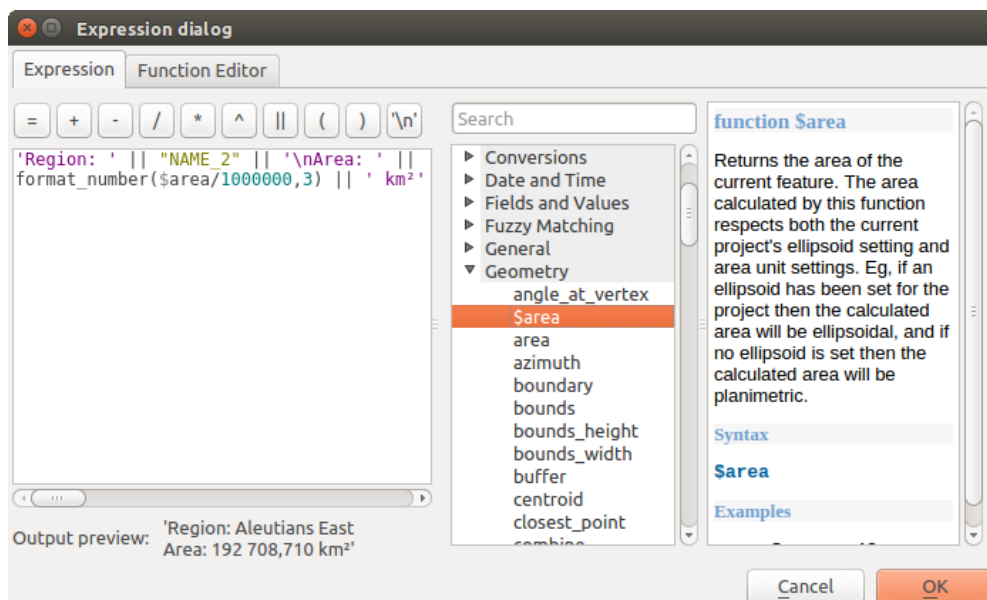 Expression dialog
Expression
Function Editor
= + - / * ^ || ( ) '\n'
'Region: ' || "NAME_2" || '\nArea: ' ||
format_number($area/1000000,3) || ' km²'
Output preview:
'Region: Aleutians East
Area: 192 708,710 km²'
Search
Conversions
Date and Time
Fields and Values
Fuzzy Matching
General
Geometry
angle_at_vertex
$area
area
azimuth
boundary
bounds
bounds_height
bounds_width
buffer
centroid
closest_point
combine
function $area
Returns the area of the
current feature. The area
calculated by this function
respects both the current
project's ellipsoid setting and
area unit settings. Eg, if an
ellipsoid has been set for the
project then the calculated
area will be ellipsoidal, and if
no ellipsoid is set then the
calculated area will be
planimetric.
Syntax
$area
Examples
Cancel
OK